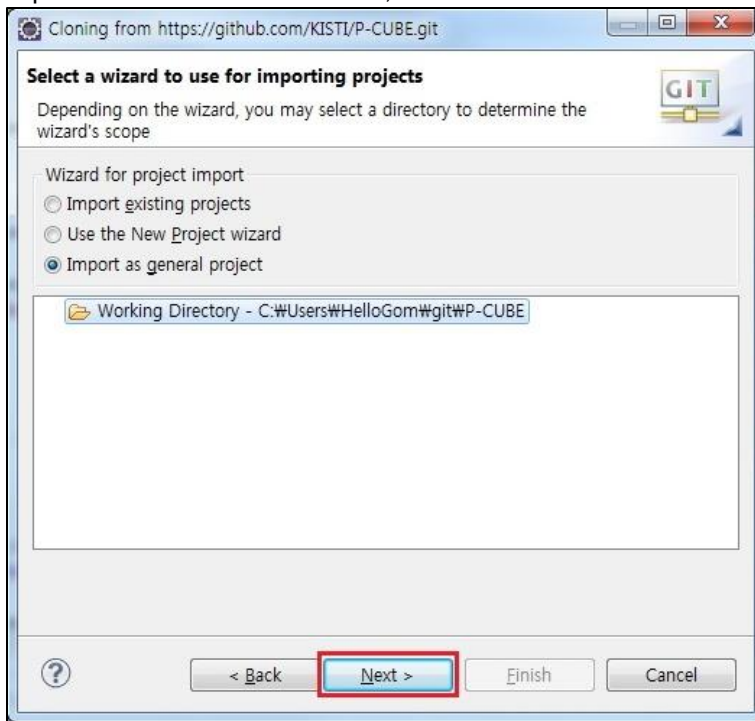 Cloning from https://github.com/KISTI/P-CUBE.git
Select a wizard to use for importing projects
GIT
Depending on the wizard, you may select a directory to determine the
wizard's scope
Wizard for project import
Import existing projects
Use the New Project wizard
Import as general project
Working Directory - C:₩Users₩HelloGom₩git₩P-CUBE
?
< Back
Next >
Finish
Cancel